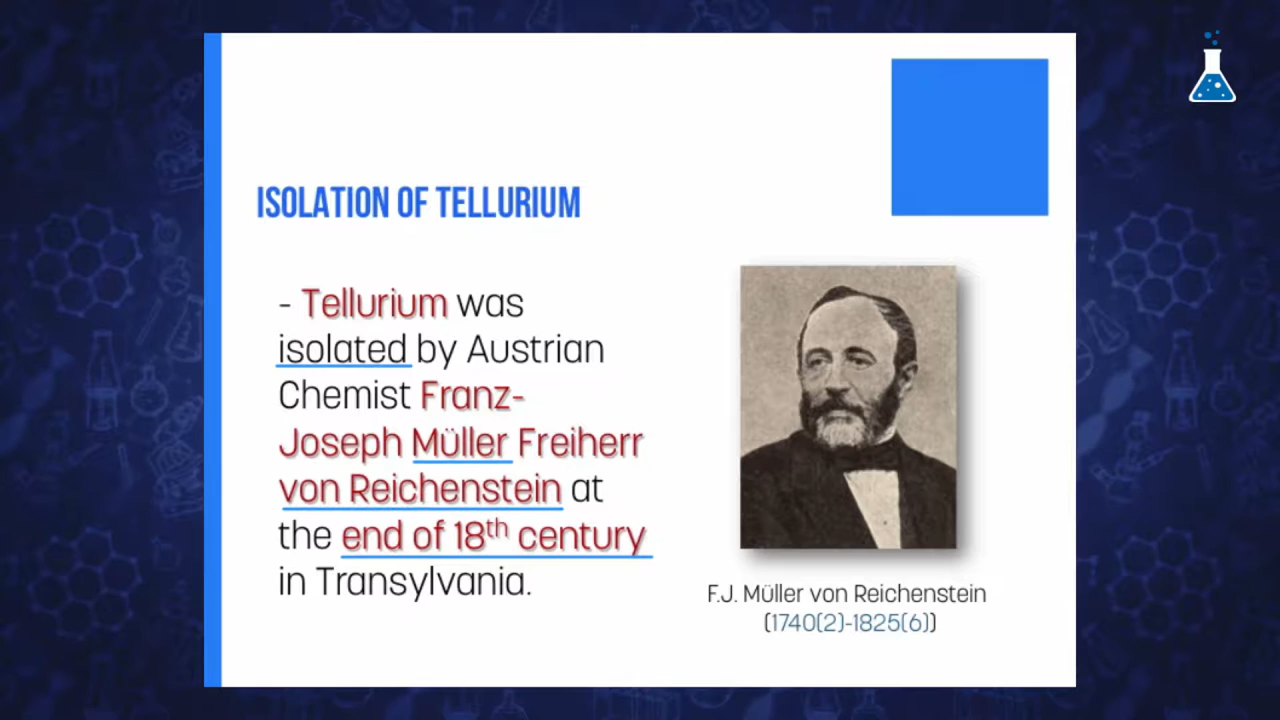 ISOLATION OF TELLURIUM
- Tellurium was
isolated by Austrian
Chemist Franz-
Joseph Müller Freiherr
von Reichenstein at
the end of 18th century
in Transylvania.
F.J. Müller von Reichenstein
(1740(2)-1825(6))